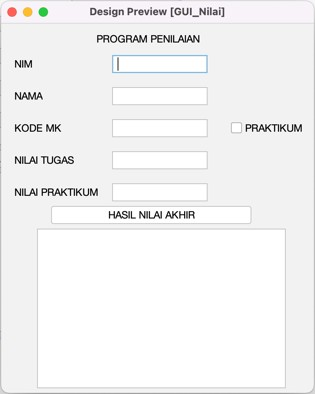 Design Preview [GUI_Nilai]
PROGRAM PENILAIAN
NIM
NAMA
KODE MK
PRAKTIKUM
NILAI TUGAS
NILAI PRAKTIKUM
HASIL NILAI AKHIR